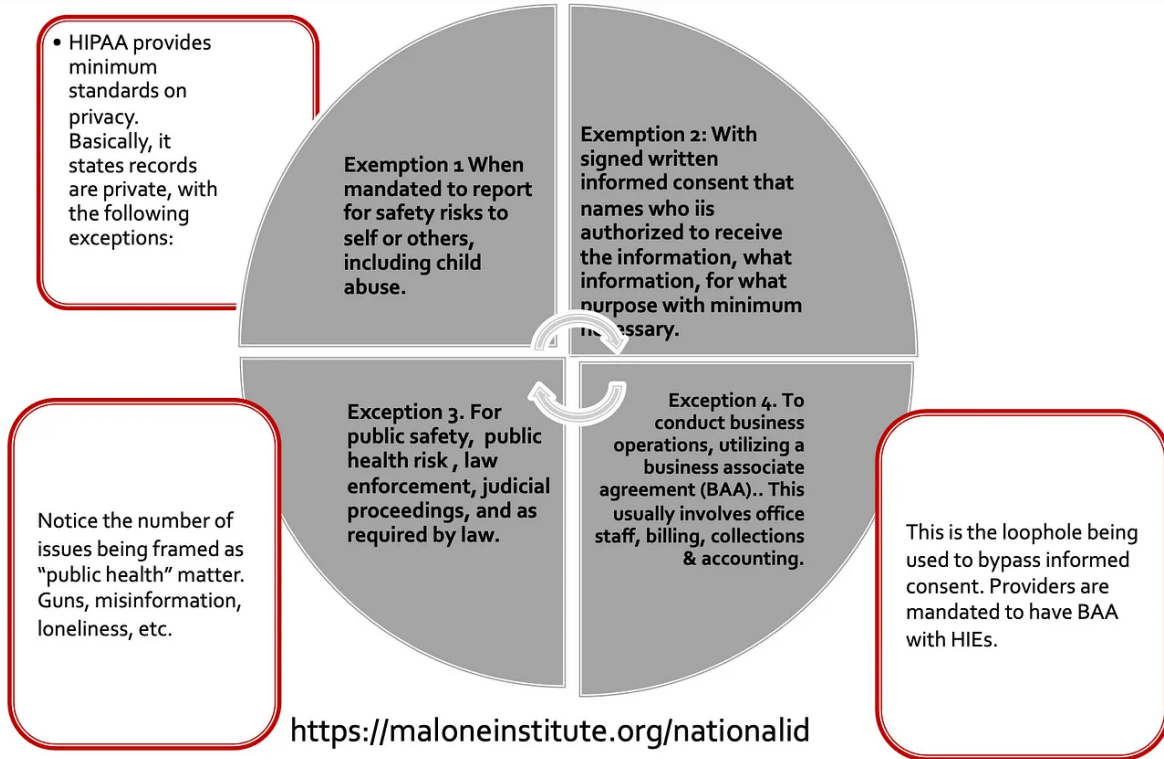 • HIPAA provides
minimum
standards on
privacy.
Basically, it
states records
are private, with
the following
exceptions:
Exemption 1 When
mandated to report
for safety risks to
self or others,
including child
abuse.
Exemption 2: With
signed written
informed consent that
names who iis
authorized to receive
the information, what
information, for what
purpose with minimum
necessary.
Notice the number of
issues being framed as
“public health” matter.
Guns, misinformation,
loneliness, etc.
Exception 3. For
public safety, public
health risk , law
enforcement, judicial
proceedings, and as
required by law.
Exception 4. To
conduct business
operations, utilizing a
business associate
agreement (BAA).. This
usually involves office
staff, billing, collections
& accounting.
This is the loophole being
used to bypass informed
consent. Providers are
mandated to have BAA
with HIEs.
https://maloneinstitute.org/nationalid